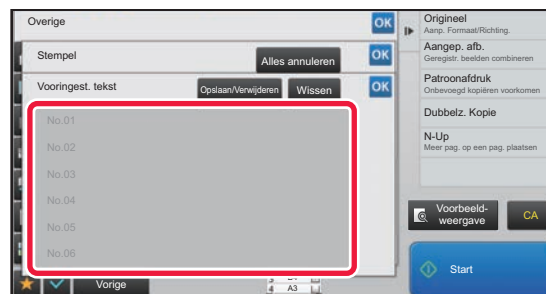 Overige
OK
Stempel
Alles annuleren
OK
Vooringest. tekst
Opslaan/Verwijderen
Wissen
OK
No.01
No.02
No.03
No.04
No.05
No.06
Vorige
4 A3
Origineel
Aanp. Formaat/Richting.
Aangep. afb.
Geregistr. beelden combineren
Patroonafdruk
Onbevoegd kopiëren voorkomen
Dubbelz. Kopie
N-Up
Meer pag. op een pag. plaatsen
Voorbeeld-
weergave
CA
Start